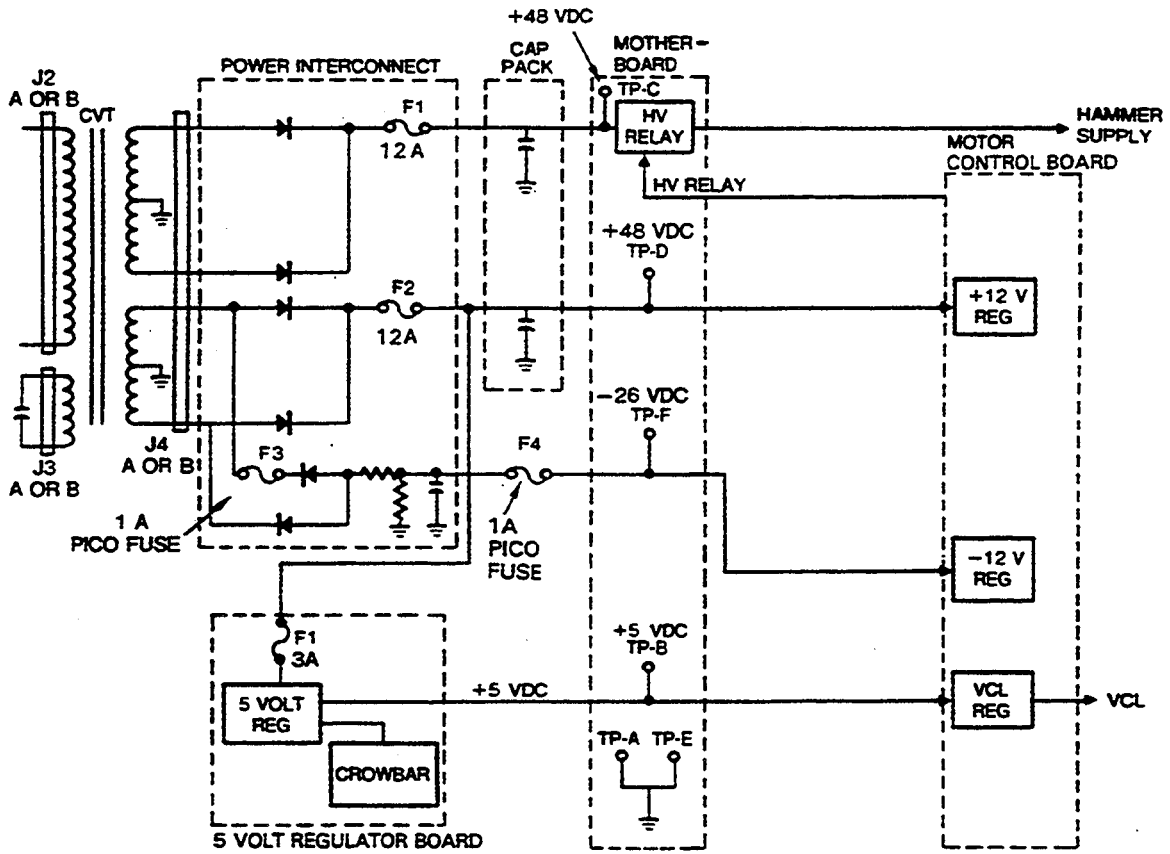 +48 VDC
MOTHER-
BOARD
CAP
PACK
POWER INTERCONNECT
J2
A OR B
CVT
F1
12 A
TP-C
HV
RELAY
HAMMER
SUPPLY
MOTOR
CONTROL BOARD
HV RELAY
+48 VDC
TP-D
F2
12A
+12 V
REG
-26 VDC
TP-F
J3
A OR B
J4
A OR B
F3
F4
1 A
PICO FUSE
1A
PICO
FUSE
-12 V
REG
F1
3A
+5 VDC
TP-B
5 VOLT
REG
+5 VDC
VCL
REG
VCL
TP-A TP-E
CROWBAR
5 VOLT REGULATOR BOARD